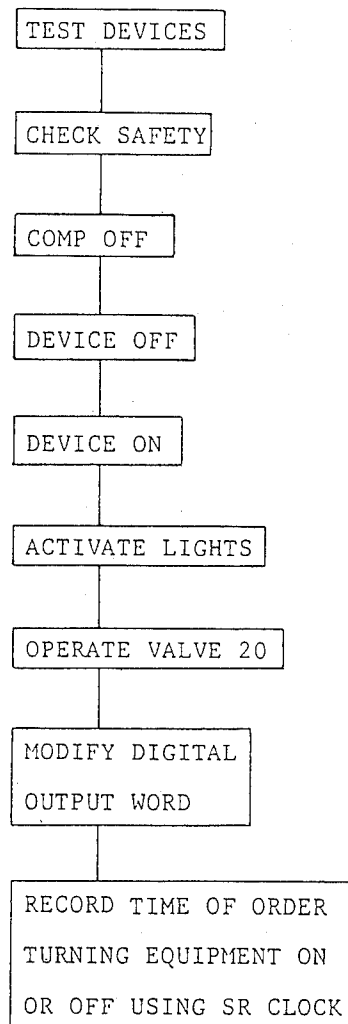 TEST DEVICES
CHECK SAFETY
COMP OFF
DEVICE OFF
DEVICE ON
ACTIVATE LIGHTS
OPERATE VALVE 20
MODIFY DIGITAL
OUTPUT WORD
RECORD TIME OF ORDER
TURNING EQUIPMENT ON
OR OFF USING SR CLOCK